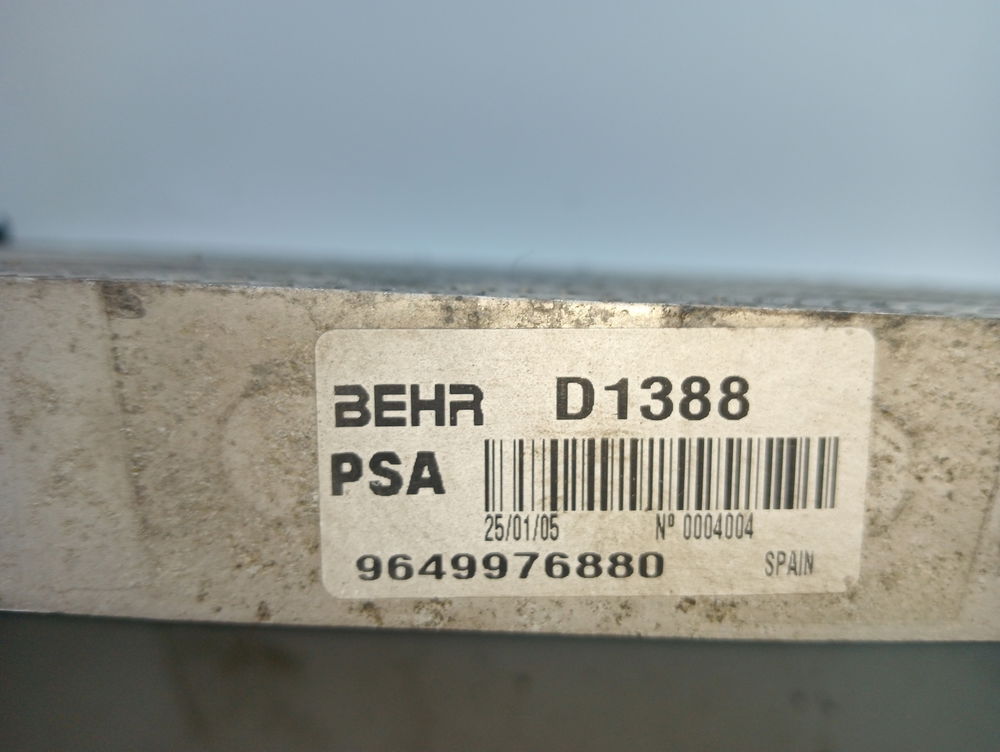 BEHR D1388
PSA
25/01/05 Nº 0004004
9649976880 SPAIN